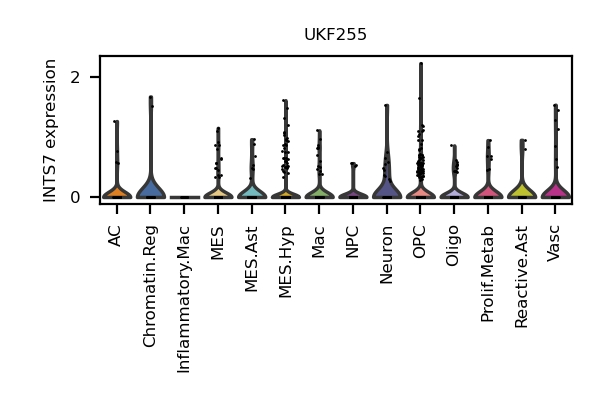 UKF255
INTS7 expression
2
0
AC
Chromatin.Reg
Inflammatory.Mac
MES
MES.Ast
MES.Hyp
Mac
NPC
Neuron
OPC
Oligo
Prolif.Metab
Reactive.Ast
Vasc